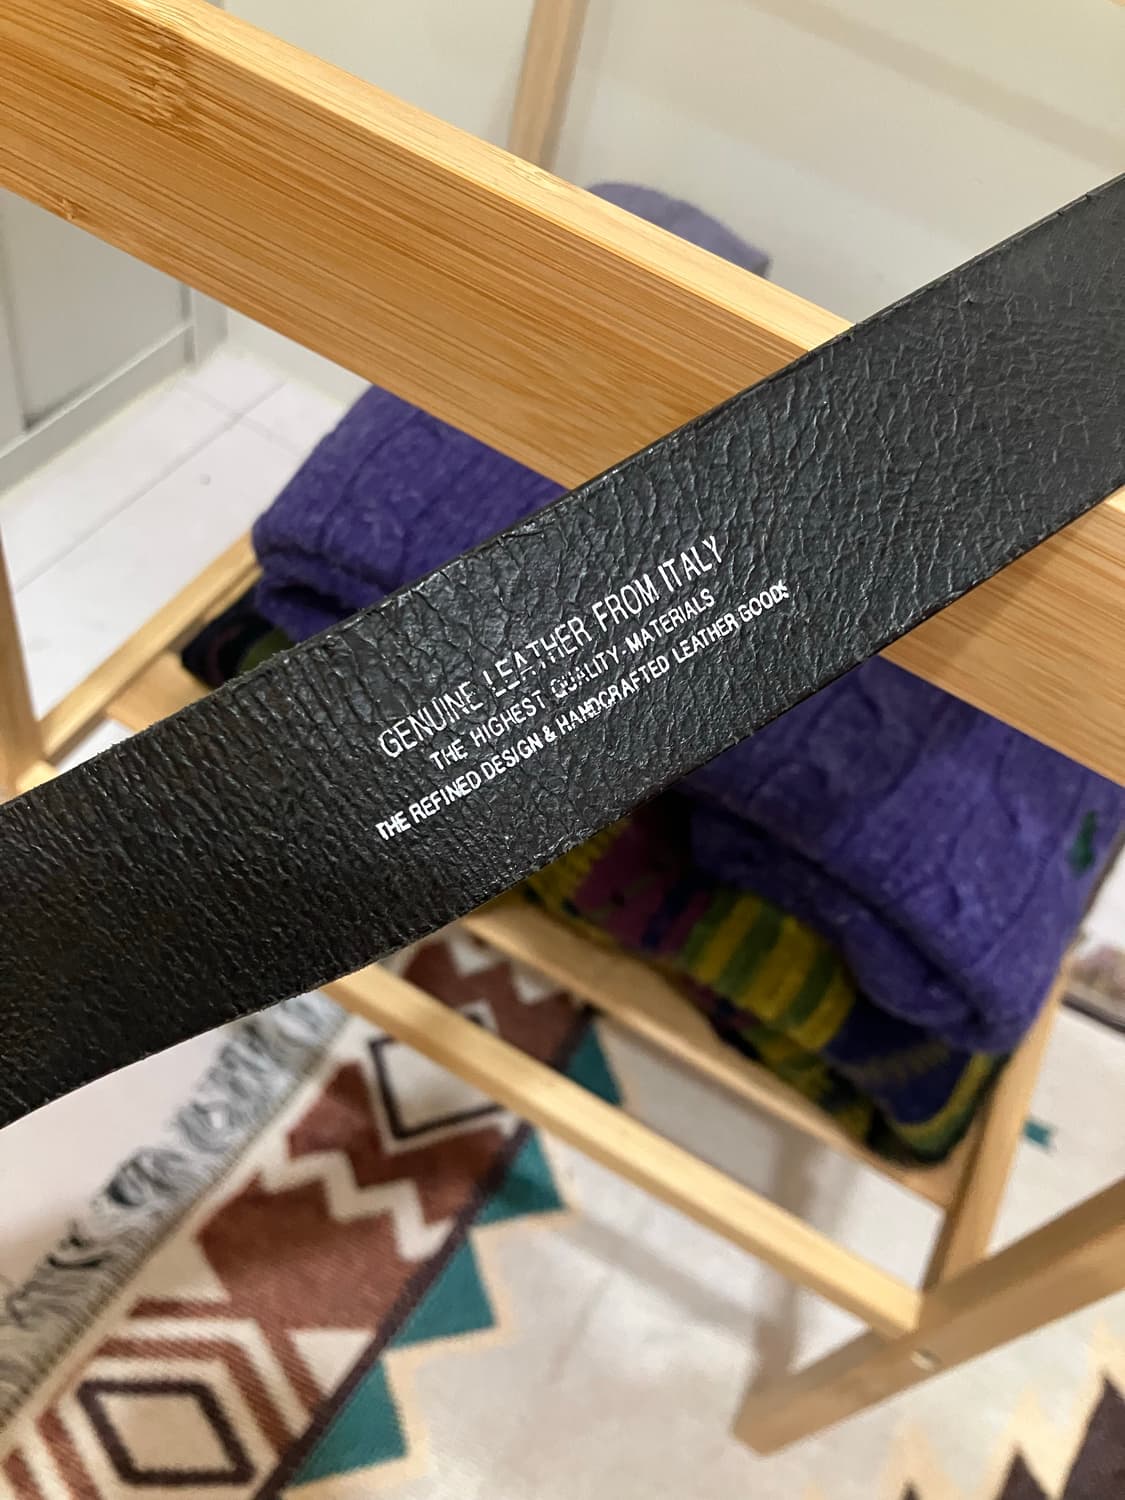 GENUINE LEATHER FROM ITALY
THE HIGHEST QUALITY MATERIALS
THE REFINED DESIGN & HANDCRAFTED LEATHER GOODS